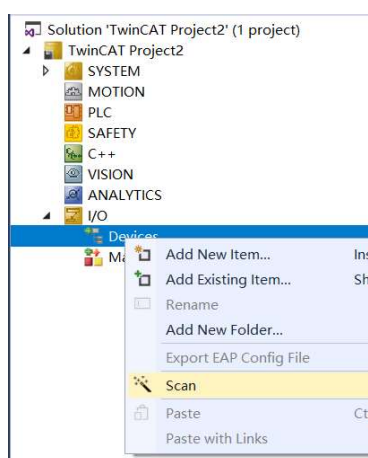 Solution 'TwinCAT Project2' (1 project)
TwinCAT Project2
SYSTEM
MOTION
PLC
SAFETY
C++
VISION
ANALYTICS
I/O
Devices
Add New Item...
Add Existing Item...
Rename
Add New Folder...
Export EAP Config File
Scan
Paste
Paste with Links